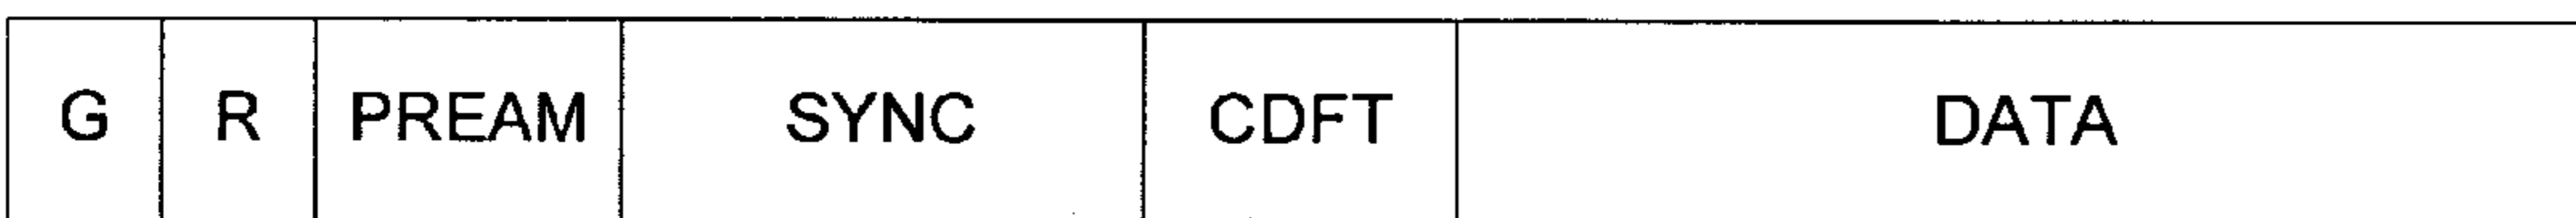 G R PREAM SYNC CDFT DATA